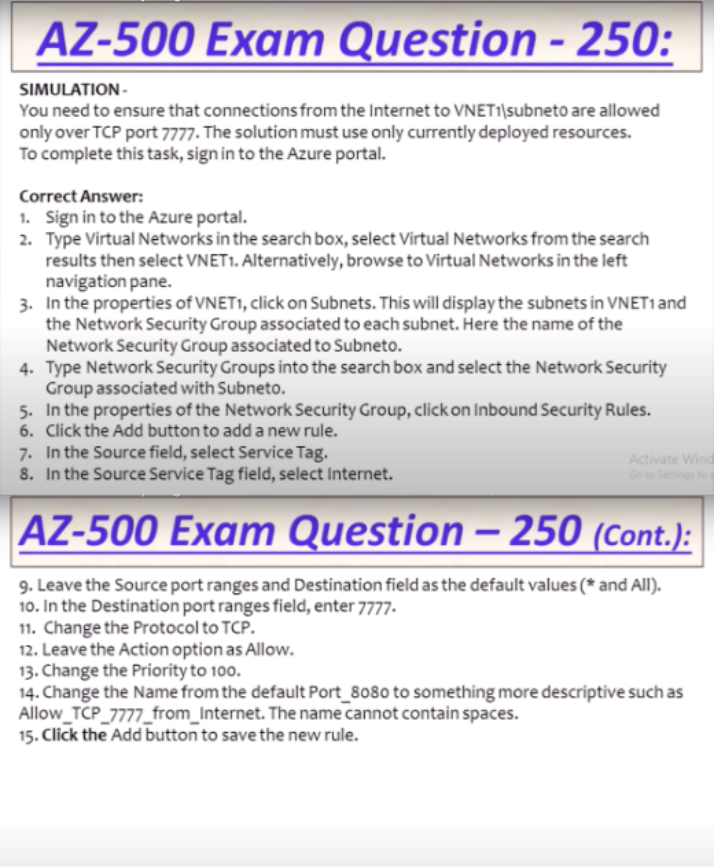 AZ-500 Exam Question - 250:
SIMULATION -
You need to ensure that connections from the Internet to VNET1\subnet0 are allowed
only over TCP port 7777. The solution must use only currently deployed resources.
To complete this task, sign in to the Azure portal.
Correct Answer:
1. Sign in to the Azure portal.
2. Type Virtual Networks in the search box, select Virtual Networks from the search
results then select VNET1. Alternatively, browse to Virtual Networks in the left
navigation pane.
3. In the properties of VNET1, click on Subnets. This will display the subnets in VNET1 and
the Network Security Group associated to each subnet. Here the name of the
Network Security Group associated to Subnet0.
4. Type Network Security Groups into the search box and select the Network Security
Group associated with Subnet0.
5. In the properties of the Network Security Group, click on Inbound Security Rules.
6. Click the Add button to add a new rule.
7. In the Source field, select Service Tag.
8. In the Source Service Tag field, select Internet.
Activate Wind
Go to Settings to a
AZ-500 Exam Question – 250 (Cont.):
9. Leave the Source port ranges and Destination field as the default values (* and All).
10. In the Destination port ranges field, enter 7777.
11. Change the Protocol to TCP.
12. Leave the Action option as Allow.
13. Change the Priority to 100.
14. Change the Name from the default Port_8080 to something more descriptive such as
Allow_TCP_7777_from_Internet. The name cannot contain spaces.
15. Click the Add button to save the new rule.